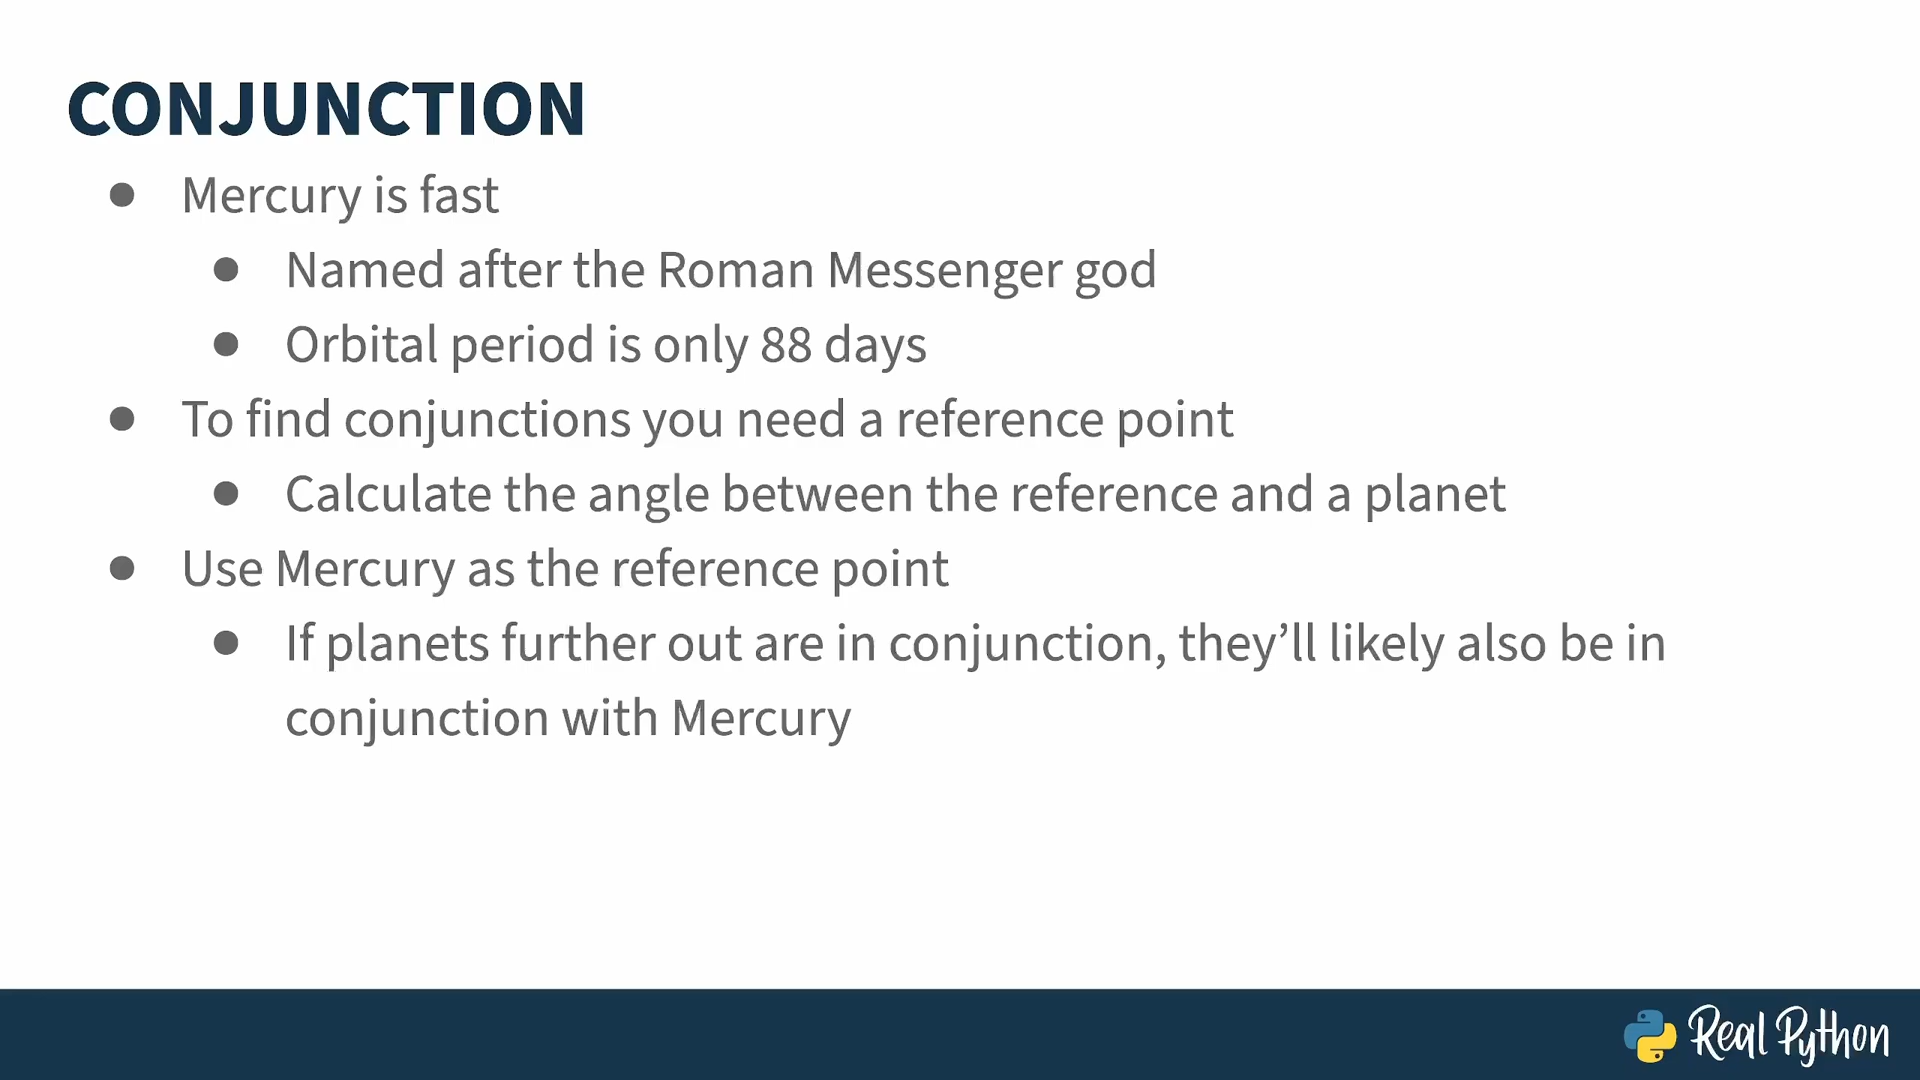 CONJUNCTION
● Mercury is fast
● Named after the Roman Messenger god
● Orbital period is only 88 days
● To find conjunctions you need a reference point
● Calculate the angle between the reference and a planet
● Use Mercury as the reference point
● If planets further out are in conjunction, they’ll likely also be in
conjunction with Mercury
Real Python